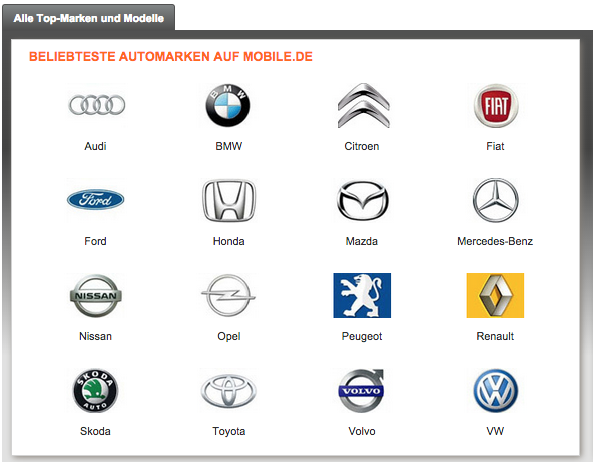 Alle Top-Marken und Modelle
BELIEBTESTE AUTOMARKEN AUF MOBILE.DE
BMW
FIAT
Audi BMW Citroen Fiat
Ford
Ford Honda Mazda Mercedes-Benz
NISSAN
Nissan Opel Peugeot Renault
SKODA
AUTO
VOLVO
Skoda Toyota Volvo VW